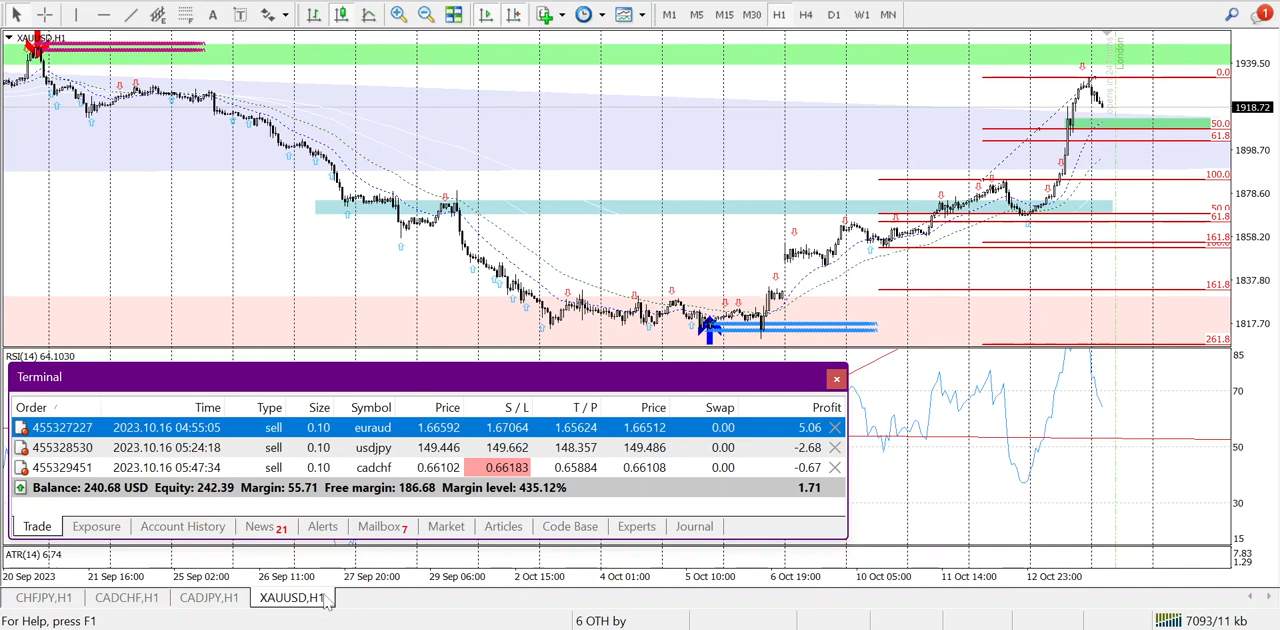 A T M1 M5 M15 M30 H1 H4 D1 W1 MN 1
XAUUSD,H1
London
1939.50
1918.72
1898.70
1878.60
1858.20
1837.80
1817.70
0.0
50.0
61.8
100.0
50.0
61.8
161.8
161.8
261.8
RSI(14) 64.1030
85
70
50
30
15
Terminal
Order / Time Type Size Symbol Price S / L T / P Price Swap Profit
455327227 2023.10.16 04:55:05 sell 0.10 euraud 1.66592 1.67064 1.65624 1.66512 0.00 5.06
455328530 2023.10.16 05:24:18 sell 0.10 usdjpy 149.446 149.662 148.357 149.486 0.00 -2.68
455329451 2023.10.16 05:47:34 sell 0.10 cadchf 0.66102 0.66183 0.65884 0.66108 0.00 -0.67
Balance: 240.68 USD Equity: 242.39 Margin: 55.71 Free margin: 186.68 Margin level: 435.12% 1.71
Trade Exposure Account History News 21 Alerts Mailbox 7 Market Articles Code Base Experts Journal
ATR(14) 6.74
7.83
1.29
20 Sep 2023 21 Sep 16:00 25 Sep 02:00 26 Sep 11:00 27 Sep 20:00 29 Sep 06:00 2 Oct 15:00 4 Oct 01:00 5 Oct 10:00 6 Oct 19:00 10 Oct 05:00 11 Oct 14:00 12 Oct 23:00
CHFJPY,H1 CADCHF,H1 CADJPY,H1 XAUUSD,H1
For Help, press F1 6 OTH by 7093/11 kb